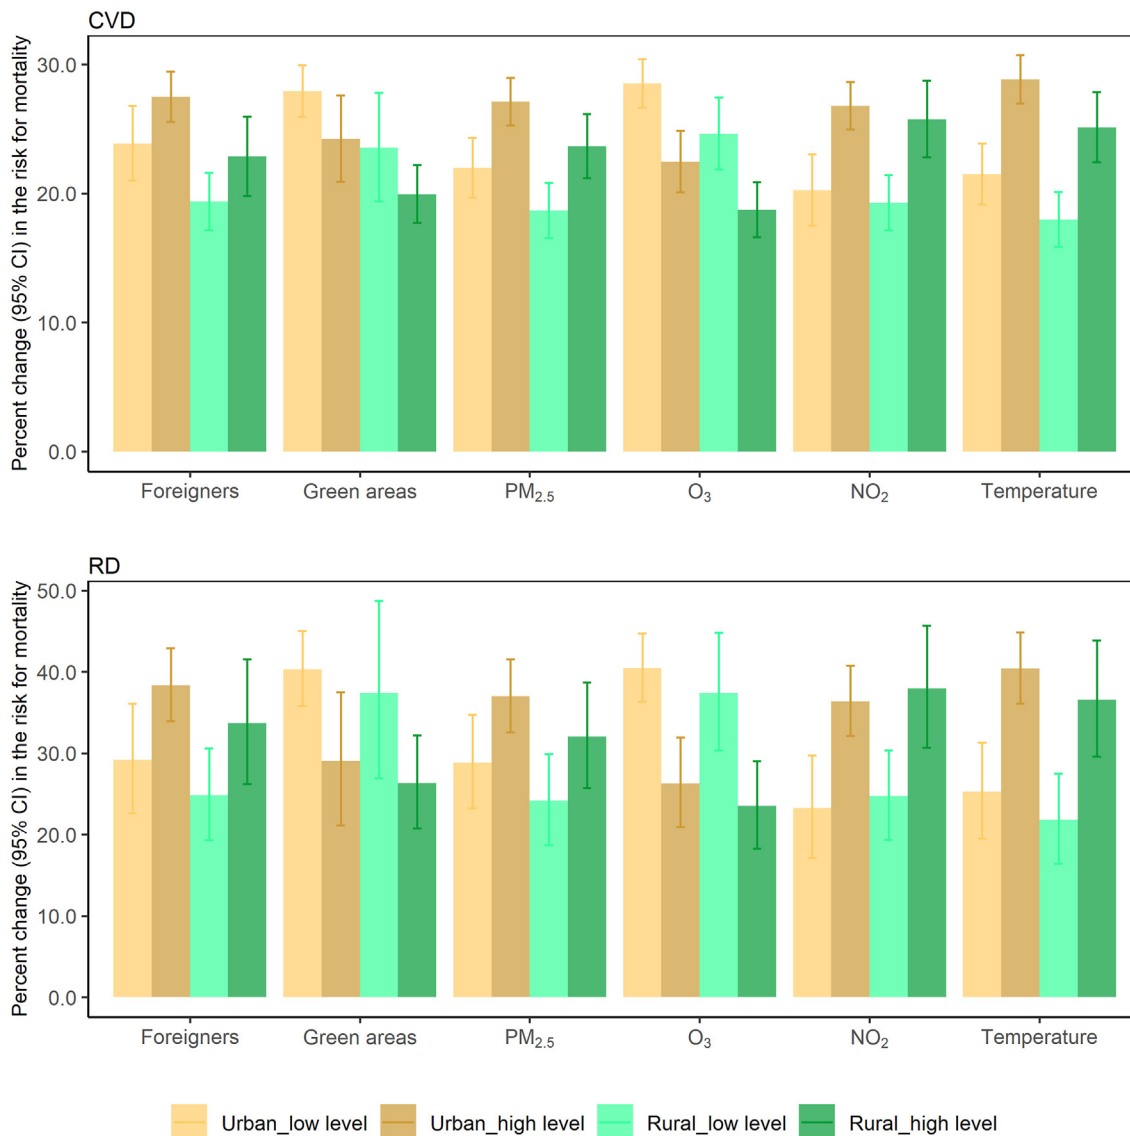 CVD
Percent change (95% CI) in the risk for mortality
30.0
20.0
10.0
0.0
Foreigners Green areas PM2.5 O3 NO2 Temperature
RD
Percent change (95% CI) in the risk for mortality
50.0
40.0
30.0
20.0
10.0
0.0
Foreigners Green areas PM2.5 O3 NO2 Temperature
Urban_low level Urban_high level Rural_low level Rural_high level